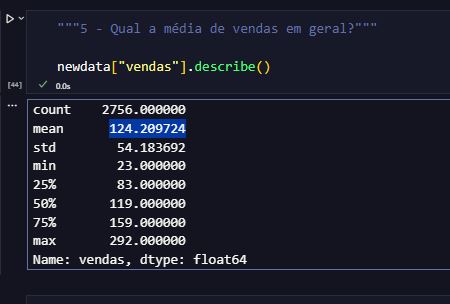 """5 - Qual a média de vendas em geral?"""
newdata["vendas"].describe()
[44]
0.0s
...
count 2756.000000
mean 124.209724
std 54.183692
min 23.000000
25% 83.000000
50% 119.000000
75% 159.000000
max 292.000000
Name: vendas, dtype: float64